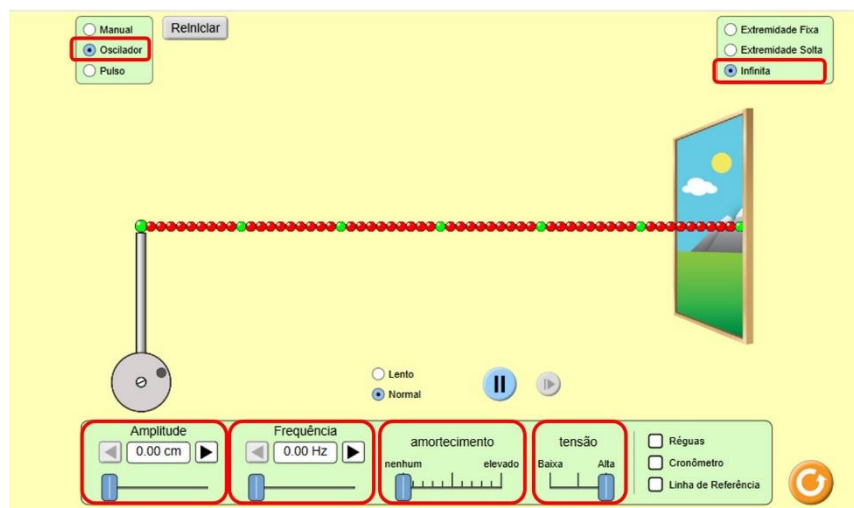 Manual
Oscilador
Pulso
Reiniciar
Extremidade Fixa
Extremidade Solta
Infinita
Lento
Normal
Amplitude
0.00 cm
Frequência
0.00 Hz
amortecimento
nenhum elevado
tensão
Baixa Alta
Réguas
Cronômetro
Linha de Referência